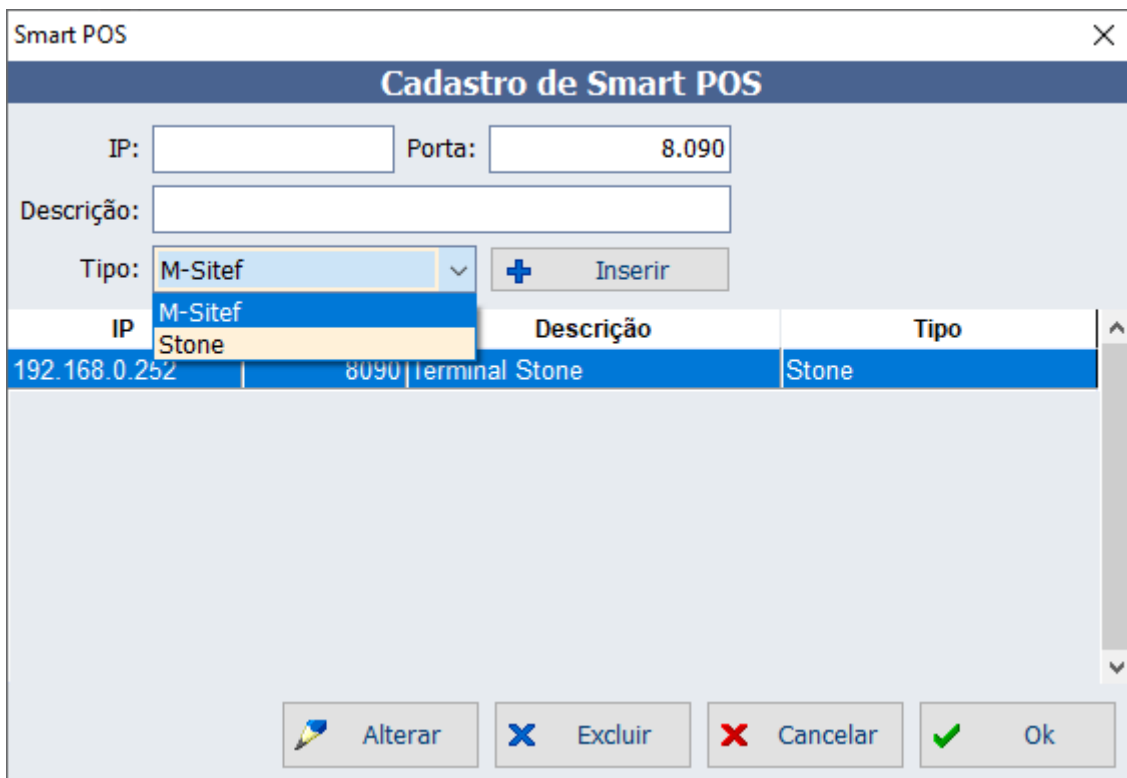 Smart POS
Cadastro de Smart POS
IP: Porta: 8.090
Descrição:
Tipo: M-Sitef Inserir
M-Sitef
Stone
IP Descrição Tipo
192.168.0.252 8090 Terminal Stone Stone
Alterar Excluir Cancelar Ok